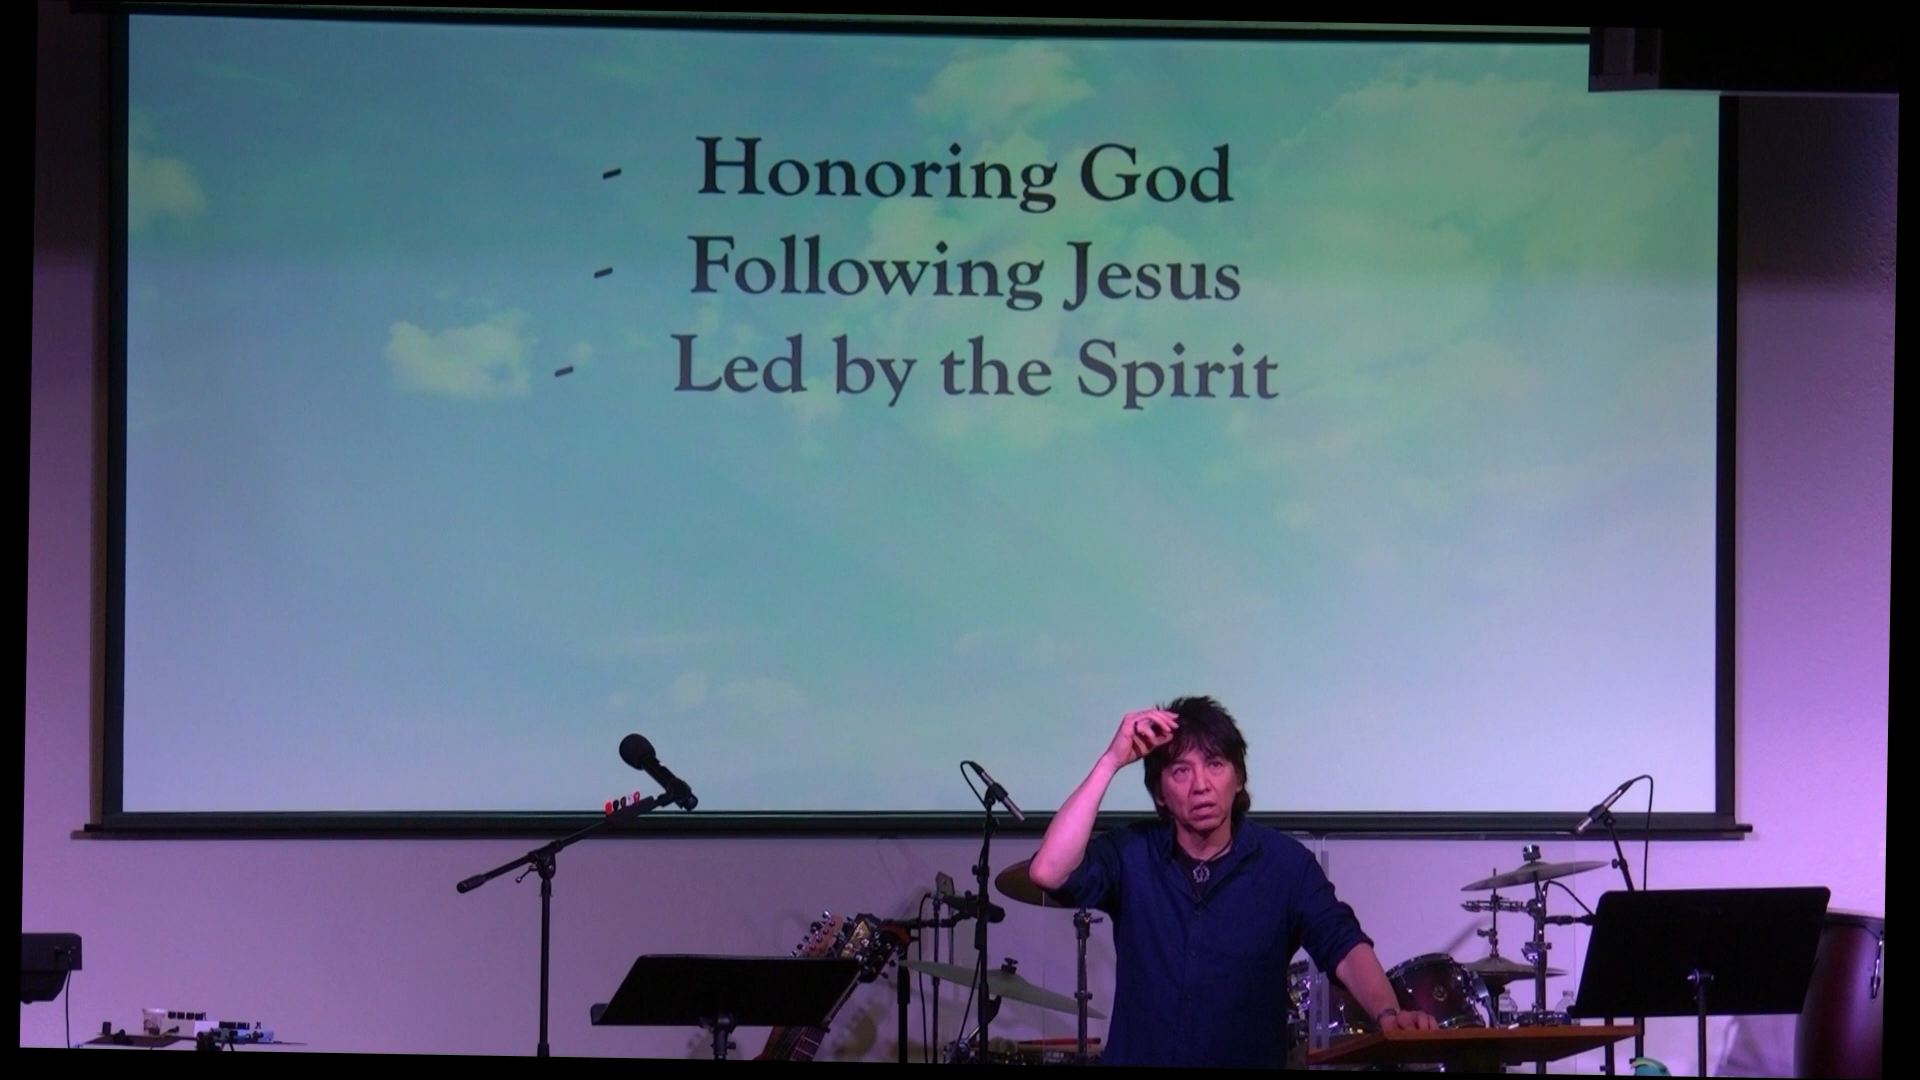 - Honoring God
- Following Jesus
- Led by the Spirit